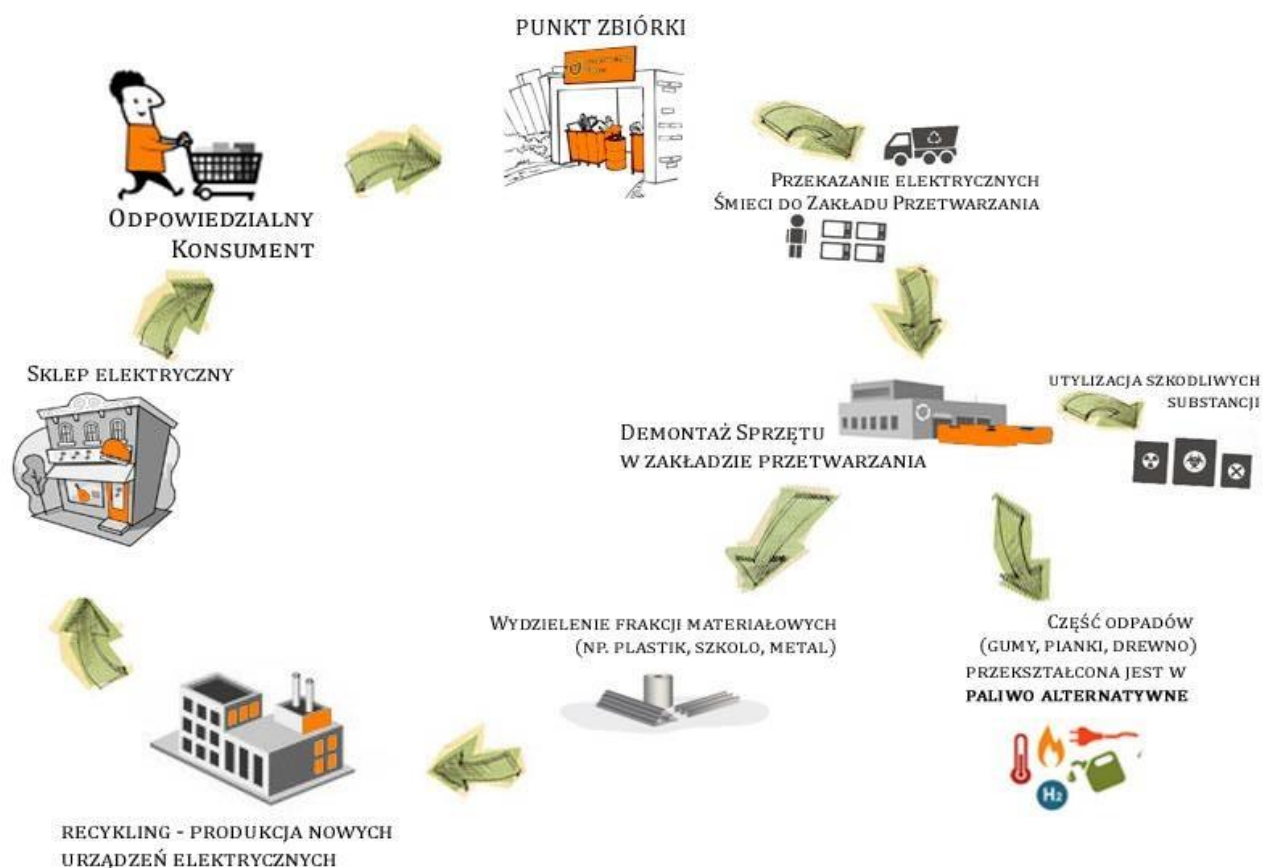 PUNKT ZBIÓRKI
ODPOWIEDZIALNY
KONSUMENT
PRZEKAZANIE ELEKTRYCZNYCH
ŚMIECI DO ZAKŁADU PRZETWARZANIA
SKLEP ELEKTRYCZNY
UTYLIZACJA SZKODLIWYCH
SUBSTANCJI
DEMONTAŻ SPRZĘTU
W ZAKŁADZIE PRZETWARZANIA
WYDZIELENIE FRAKCJI MATERIAŁOWYCH
(NP. PLASTIK, SZKOLO, METAL)
CZĘŚĆ ODPADÓW
(GUMY, PIANKI, DREWNO)
PRZEKSZTAŁCONA JEST W
PALIWO ALTERNATYWNE
H2
RECYKLING - PRODUKCJA NOWYCH
URZĄDZEŃ ELEKTRYCZNYCH